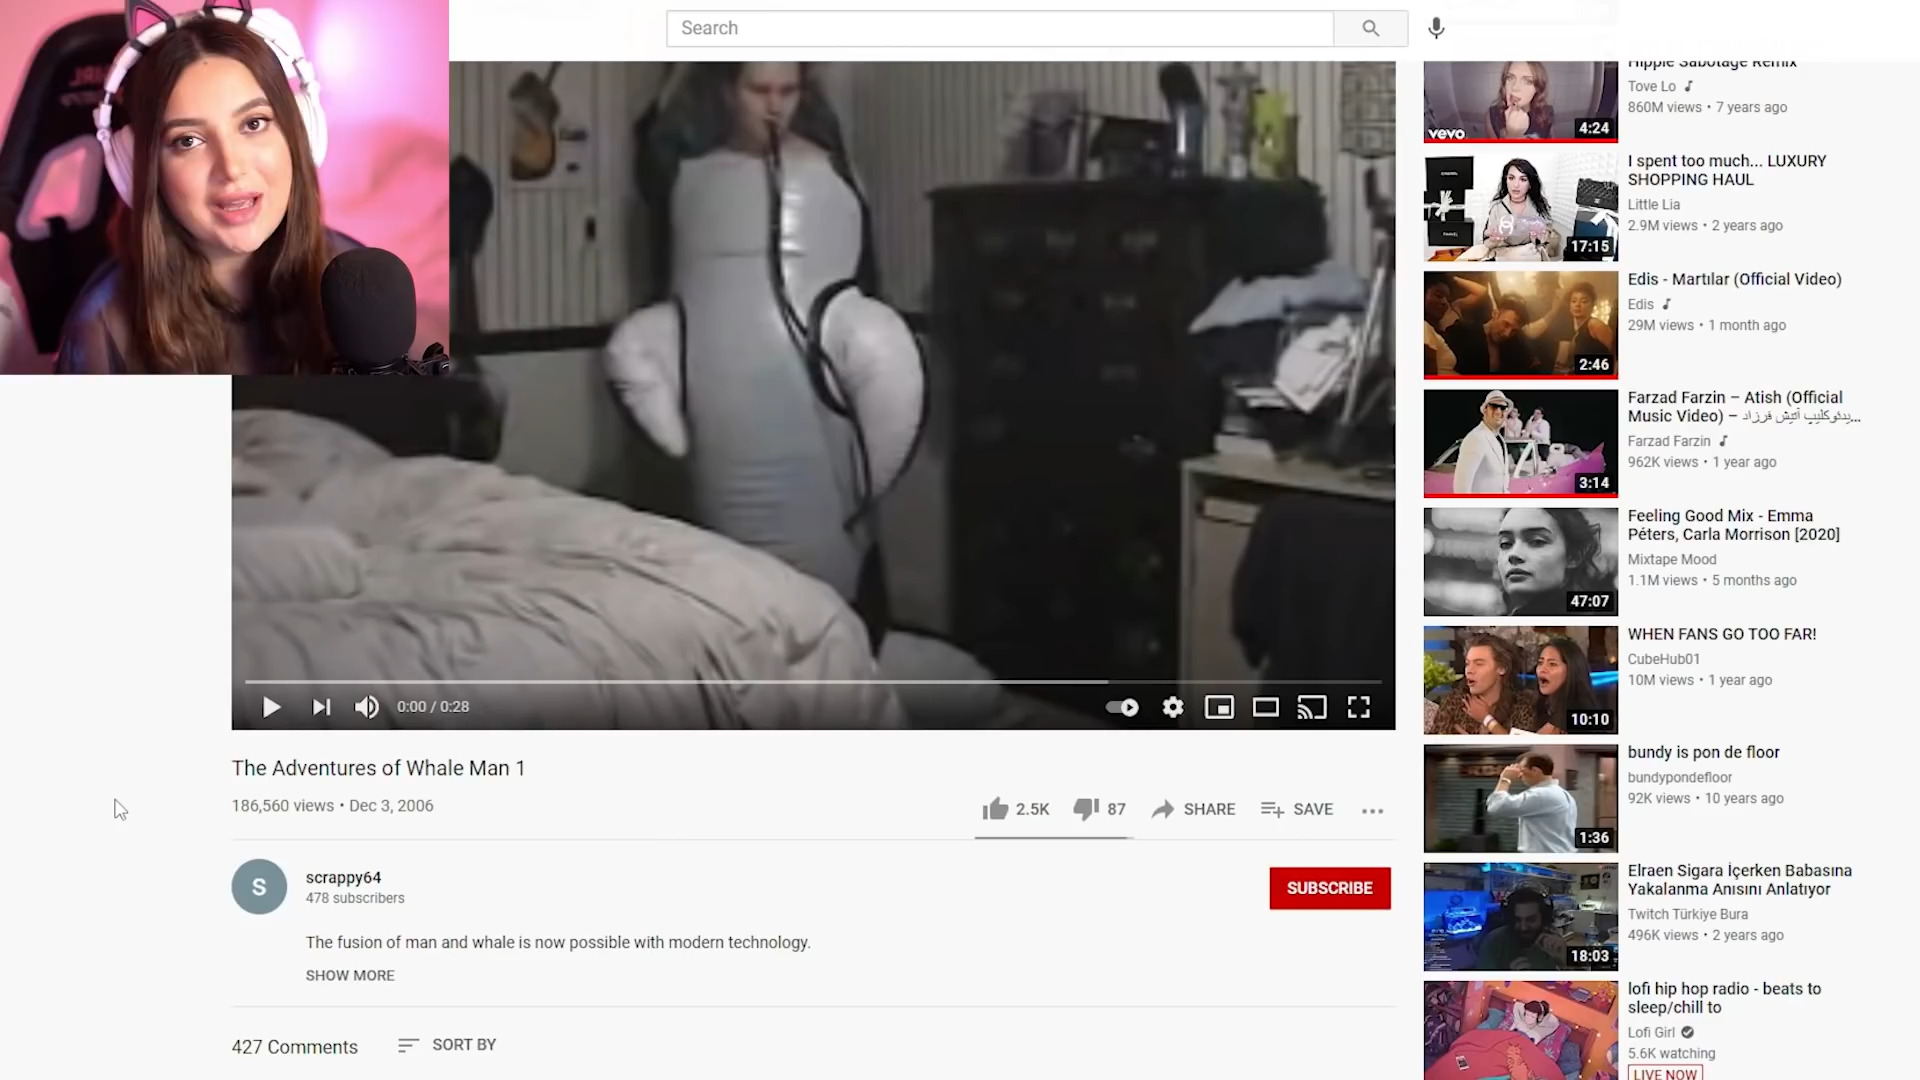 Search
0:00 / 0:28
The Adventures of Whale Man 1
186,560 views • Dec 3, 2006
2.5K
87
SHARE
SAVE
S
scrappy64
478 subscribers
SUBSCRIBE
The fusion of man and whale is now possible with modern technology.
SHOW MORE
427 Comments
SORT BY
Hippie Sabotage Remix
Tove Lo
860M views • 7 years ago
vevo
4:24
I spent too much... LUXURY
SHOPPING HAUL
Little Lia
2.9M views • 2 years ago
17:15
Edis - Martılar (Official Video)
Edis
29M views • 1 month ago
2:46
Farzad Farzin – Atish (Official
Music Video) – یدئوکلیپ آتیش فرزاد...
Farzad Farzin
962K views • 1 year ago
3:14
Feeling Good Mix - Emma
Péters, Carla Morrison [2020]
Mixtape Mood
1.1M views • 5 months ago
47:07
WHEN FANS GO TOO FAR!
CubeHub01
10M views • 1 year ago
10:10
bundy is pon de floor
bundypondefloor
92K views • 10 years ago
1:36
Elraen Sigara İçerken Babasına
Yakalanma Anısını Anlatıyor
Twitch Türkiye Bura
496K views • 2 years ago
18:03
lofi hip hop radio - beats to
sleep/chill to
Lofi Girl
5.6K watching
LIVE NOW